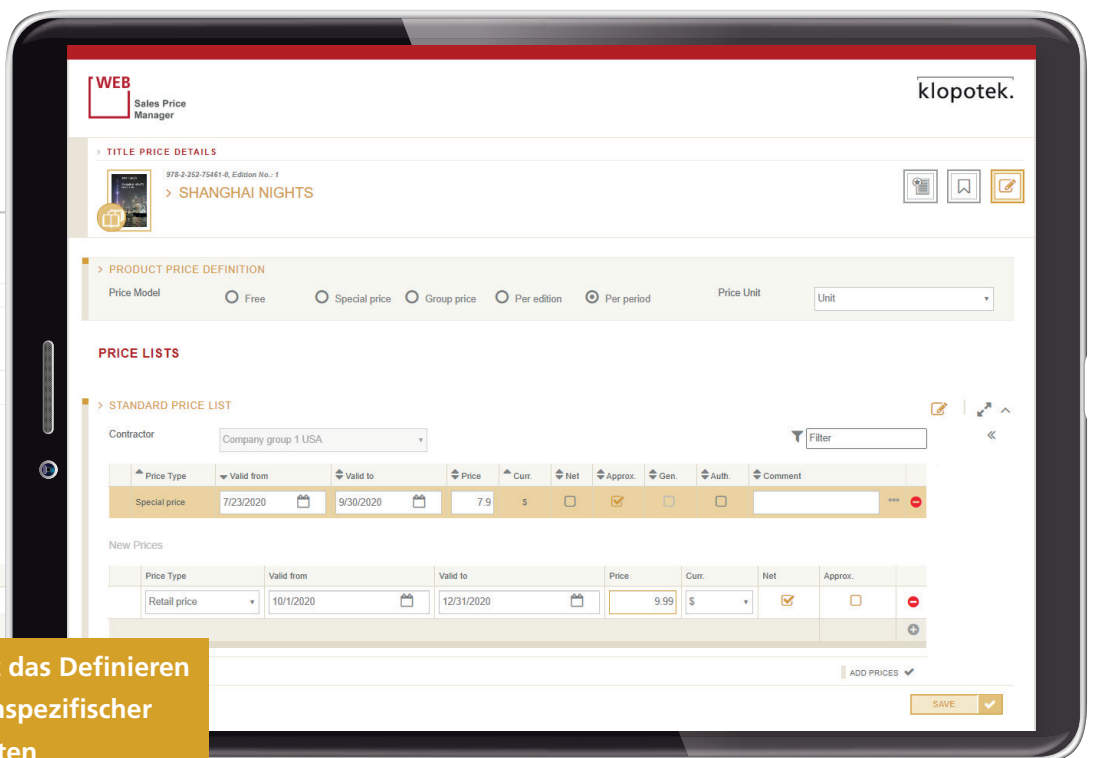 WEB
Sales Price
Manager
klopotek.
> TITLE PRICE DETAILS
978-2-252-75461-0, Edition No.: 1
> SHANGHAI NIGHTS
> PRODUCT PRICE DEFINITION
Price Model Free Special price Group price Per edition Per period Price Unit Unit
PRICE LISTS
> STANDARD PRICE LIST
Contractor Company group 1 USA Filter
Price Type Valid from Valid to Price Curr. Net Approx. Gen. Auth. Comment
Special price 7/23/2020 9/30/2020 7.9 $
New Prices
Price Type Valid from Valid to Price Curr. Net Approx.
Retail price 10/1/2020 12/31/2020 9.99 $
ADD PRICES
SAVE
das Definieren
spezifischer
ten